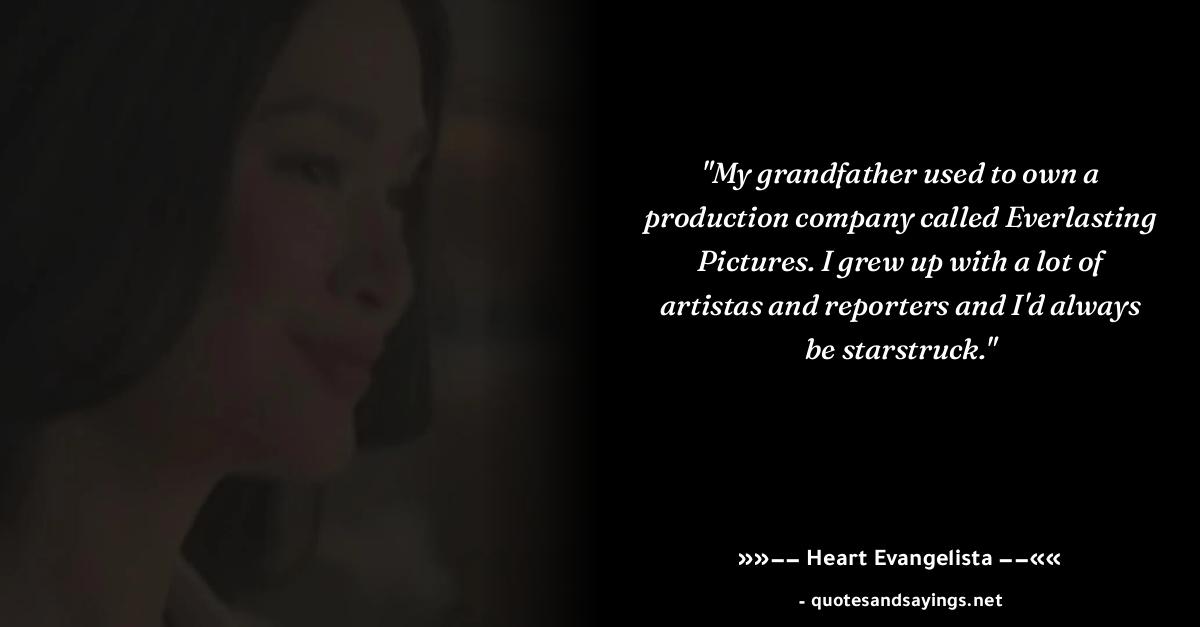 "My grandfather used to own a
production company called Everlasting
Pictures. I grew up with a lot of
artistas and reporters and I'd always
be starstruck."
»»−− Heart Evangelista −−««
- quotesandsayings.net